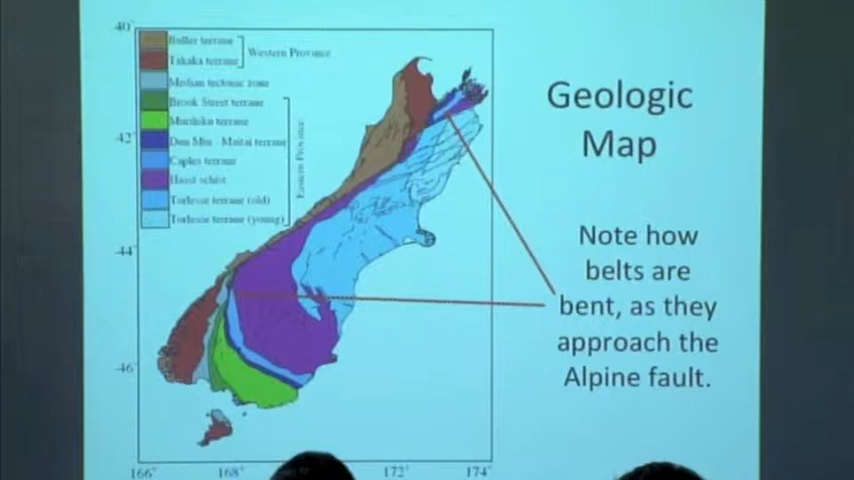 -40°
Buller terrane
Takaka terrane
Western Province
Median tectonic zone
Brook Street terrane
Murihiku terrane
Dun Mtn - Maitai terrane
Caples terrane
Haast schist
Torlesse terrane (old)
Torlesse terrane (young)
Eastern Province
-42°
-44°
-46°
166°
168°
172°
174°
Geologic
Map
Note how
belts are
bent, as they
approach the
Alpine fault.